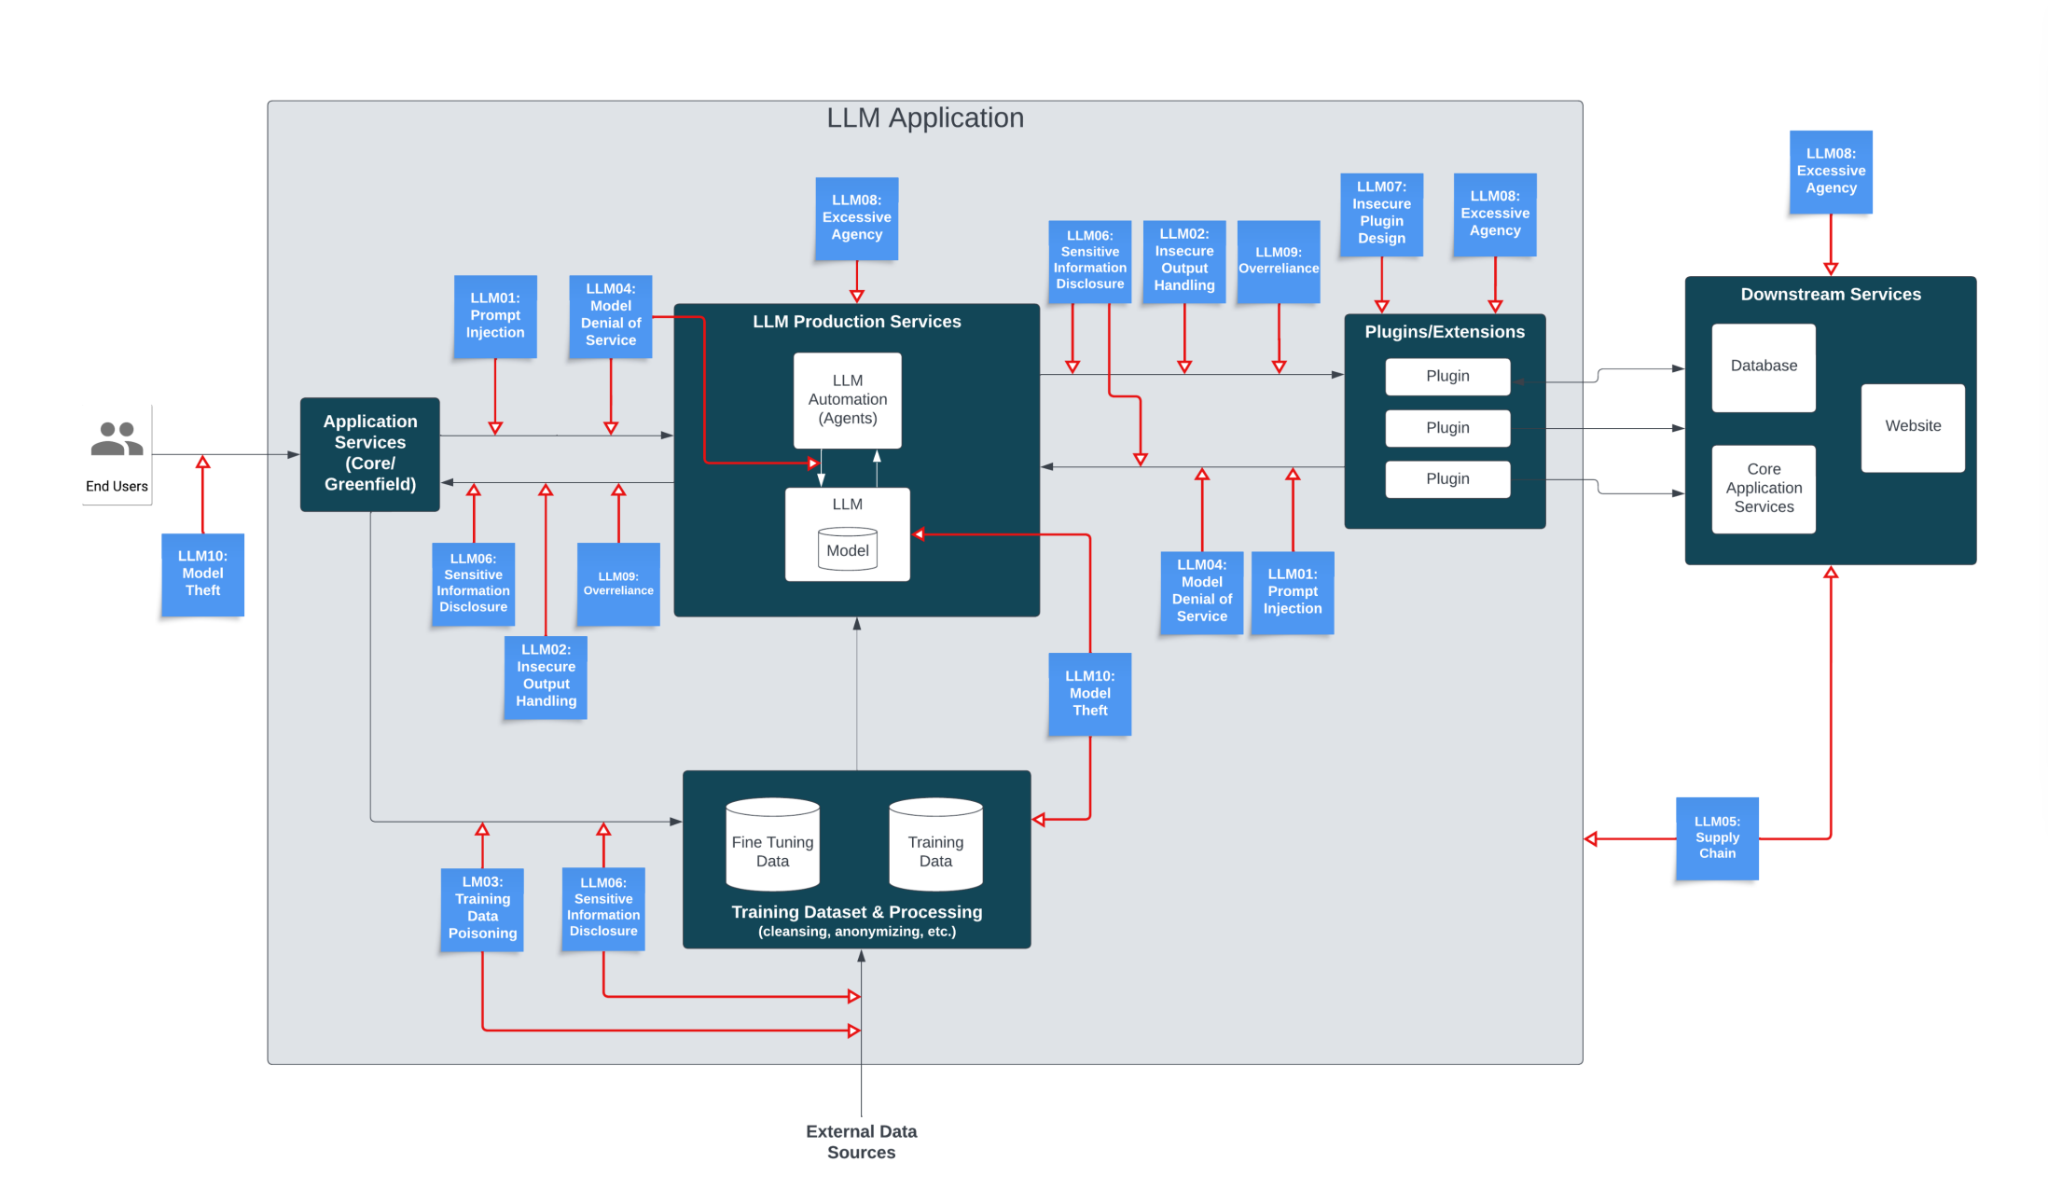 LLM Application
LLM08:
Excessive
Agency
LLM08:
Excessive
Agency
LLM07:
Insecure
Plugin
Design
LLM08:
Excessive
Agency
LLM06:
Sensitive
Information
Disclosure
LLM02:
Insecure
Output
Handling
LLM09:
Overreliance
LLM01:
Prompt
Injection
LLM04:
Model
Denial of
Service
LLM Production Services
LLM
Automation
(Agents)
LLM
Model
Plugins/Extensions
Plugin
Plugin
Plugin
Downstream Services
Database
Website
Core
Application
Services
End Users
Application
Services
(Core/
Greenfield)
LLM10:
Model
Theft
LLM06:
Sensitive
Information
Disclosure
LLM09:
Overreliance
LLM02:
Insecure
Output
Handling
LLM04:
Model
Denial of
Service
LLM01:
Prompt
Injection
LLM10:
Model
Theft
LLM05:
Supply
Chain
Fine Tuning
Data
Training
Data
Training Dataset & Processing
(cleansing, anonymizing, etc.)
LM03:
Training
Data
Poisoning
LLM06:
Sensitive
Information
Disclosure
External Data
Sources